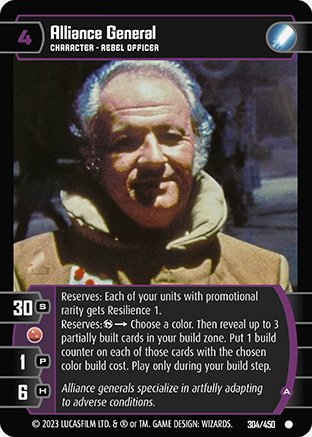 4
Alliance General
CHARACTER · REBEL OFFICER
30 S
1 P
6 H
Reserves: Each of your units with promotional
rarity gets Resilience 1.
Reserves: → Choose a color. Then reveal up to 3
partially built cards in your build zone. Put 1 build
counter on each of those cards with the chosen
color build cost. Play only during your build step.
Alliance generals specialize in artfully adapting
to adverse conditions.
A
© 2023 LUCASFILM LTD. & ® or TM. GAME DESIGN: WIZARDS.
304/450